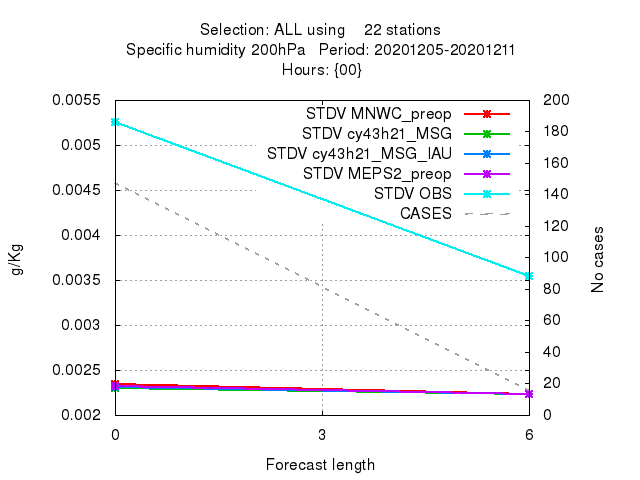 Selection: ALL using    22 stations
Specific humidity 200hPa   Period: 20201205-20201211
Hours: {00}
0.0055
0.005
0.0045
0.004
0.0035
0.003
0.0025
0.002
g/Kg
STDV MNWC_preop
STDV cy43h21_MSG
STDV cy43h21_MSG_IAU
STDV MEPS2_preop
STDV OBS
CASES
200
180
160
140
120
100
80
60
40
20
0
No cases
0 3 6
Forecast length